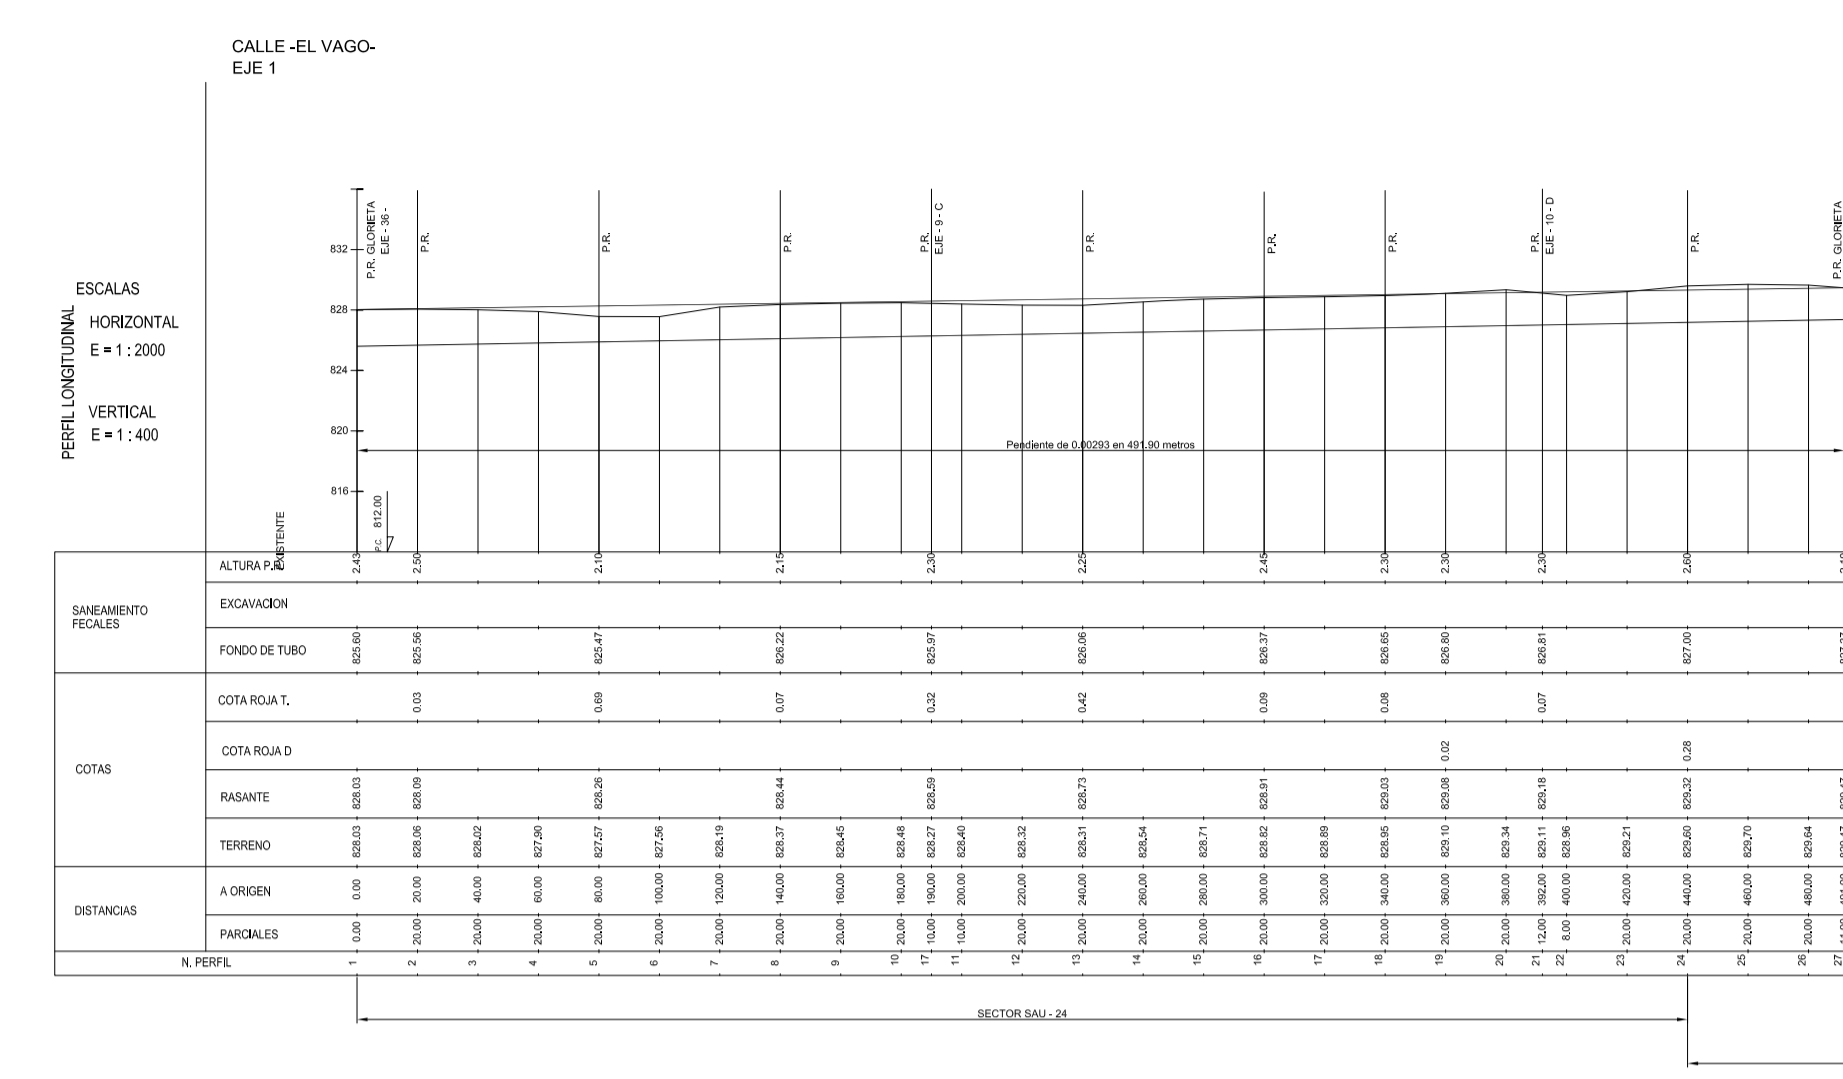 CALLE -EL VAGO-
EJE 1
PERFIL LONGITUDINAL
ESCALAS
HORIZONTAL
E = 1 : 2000
VERTICAL
E = 1 : 400
832
828
824
820
816
P.C. 812.00
P.R. GLORIETA
EJE - 36 -
P.R.
P.R.
P.R.
P.R.
EJE - 9 - C
P.R.
P.R.
P.R.
P.R.
EJE - 10 - D
P.R.
P.R. GLORIETA
Pendiente de 0.00293 en 491.90 metros
EXISTENTE
SANEAMIENTO
FECALES
ALTURA P. 2.43 2.50 2.10 2.15 2.30 2.25 2.45 2.30 2.30 2.30 2.60
EXCAVACION
FONDO DE TUBO 825.60 825.56 825.47 826.22 825.97 826.06 826.37 826.65 826.80 826.81 827.00
COTAS
COTA ROJA T. 0.03 0.69 0.07 0.32 0.42 0.09 0.08 0.07
COTA ROJA D 0.02 0.28
RASANTE 828.03 828.09 828.26 828.44 828.59 828.73 828.91 829.03 829.08 829.18 829.32
TERRENO 828.03 828.06 828.02 827.90 827.57 827.56 828.19 828.37 828.45 828.48 828.27 828.40 828.32 828.31 828.54 828.71 828.82 828.89 828.95 829.10 829.34 829.11 828.96 829.21 829.60 829.70 829.64
DISTANCIAS
A ORIGEN 0.00 20.00 40.00 60.00 80.00 100.00 120.00 140.00 160.00 180.00 190.00 200.00 220.00 240.00 260.00 280.00 300.00 320.00 340.00 360.00 380.00 392.00 400.00 420.00 440.00 460.00 480.00
PARCIALES 0.00 20.00 20.00 20.00 20.00 20.00 20.00 20.00 20.00 20.00 10.00 10.00 20.00 20.00 20.00 20.00 20.00 20.00 20.00 20.00 20.00 12.00 8.00 20.00 20.00 20.00 20.00
N. PERFIL 1 2 3 4 5 6 7 8 9 10 17 11 12 13 14 15 16 17 18 19 20 21 22 23 24 25 26 27
SECTOR SAU - 24